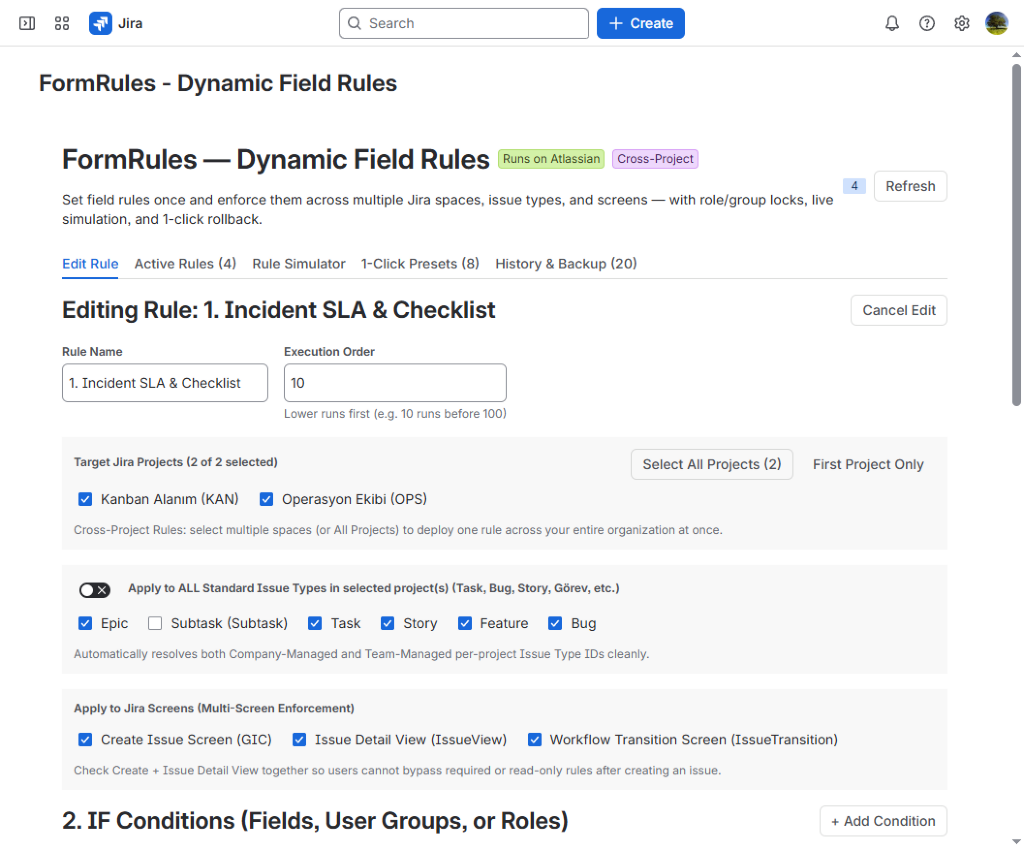 Jira
Search
+ Create
FormRules - Dynamic Field Rules
FormRules — Dynamic Field Rules
Runs on Atlassian
Cross-Project
Set field rules once and enforce them across multiple Jira spaces, issue types, and screens — with role/group locks, live
simulation, and 1-click rollback.
4
Refresh
Edit Rule
Active Rules (4)
Rule Simulator
1-Click Presets (8)
History & Backup (20)
Editing Rule: 1. Incident SLA & Checklist
Cancel Edit
Rule Name
Execution Order
1. Incident SLA & Checklist
10
Lower runs first (e.g. 10 runs before 100)
Target Jira Projects (2 of 2 selected)
Select All Projects (2)
First Project Only
Kanban Alanım (KAN)
Operasyon Ekibi (OPS)
Cross-Project Rules: select multiple spaces (or All Projects) to deploy one rule across your entire organization at once.
Apply to ALL Standard Issue Types in selected project(s) (Task, Bug, Story, Görev, etc.)
Epic
Subtask (Subtask)
Task
Story
Feature
Bug
Automatically resolves both Company-Managed and Team-Managed per-project Issue Type IDs cleanly.
Apply to Jira Screens (Multi-Screen Enforcement)
Create Issue Screen (GIC)
Issue Detail View (IssueView)
Workflow Transition Screen (IssueTransition)
Check Create + Issue Detail View together so users cannot bypass required or read-only rules after creating an issue.
2. IF Conditions (Fields, User Groups, or Roles)
+ Add Condition